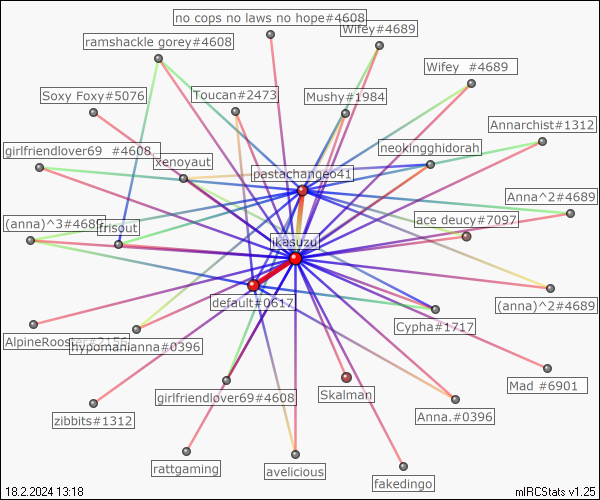 no cops no laws no hope#4608
Wifey#4689
ramshackle gorey#4608
Wifey  #4689
Soxy Foxy#5076
Toucan#2473
Mushy#1984
Annarchist#1312
girlfriendlover69  #4608
neokingghidorah
xenoyaut
pastachangeo41
Anna^2#4689
(anna)^3#4689
frisout
ace deucy#7097
ikasuzu
default#0617
(anna)^2#4689
Cypha#1717
AlpineRooster#2156
hypomanianna#0396
Mad #6901
girlfriendlover69#4608
Skalman
Anna.#0396
zibbits#1312
rattgaming
avelicious
fakedingo
18.2.2024 13:18
mIRCStats v1.25